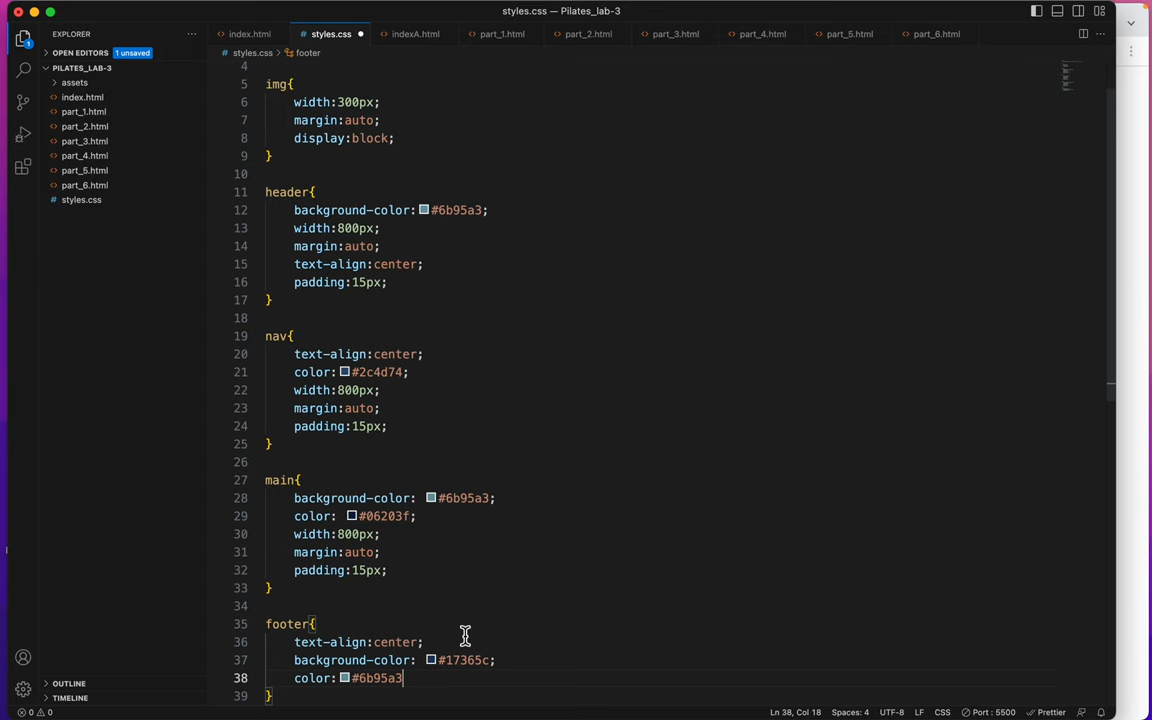 styles.css — Pilates_lab-3
EXPLORER
index.html
styles.css
indexA.html
part_1.html
part_2.html
part_3.html
part_4.html
part_5.html
part_6.html
OPEN EDITORS 1 unsaved
styles.css > footer
PILATES_LAB-3
assets
index.html
part_1.html
part_2.html
part_3.html
part_4.html
part_5.html
part_6.html
styles.css
4
5 img{
6 width:300px;
7 margin:auto;
8 display:block;
9 }
10
11 header{
12 background-color:#6b95a3;
13 width:800px;
14 margin:auto;
15 text-align:center;
16 padding:15px;
17 }
18
19 nav{
20 text-align:center;
21 color:#2c4d74;
22 width:800px;
23 margin:auto;
24 padding:15px;
25 }
26
27 main{
28 background-color: #6b95a3;
29 color: #06203f;
30 width:800px;
31 margin:auto;
32 padding:15px;
33 }
34
35 footer{
36 text-align:center;
37 background-color: #17365c;
38 color:#6b95a3
39 }
OUTLINE
TIMELINE
0 0
Ln 38, Col 18
Spaces: 4
UTF-8
LF
CSS
Port : 5500
Prettier